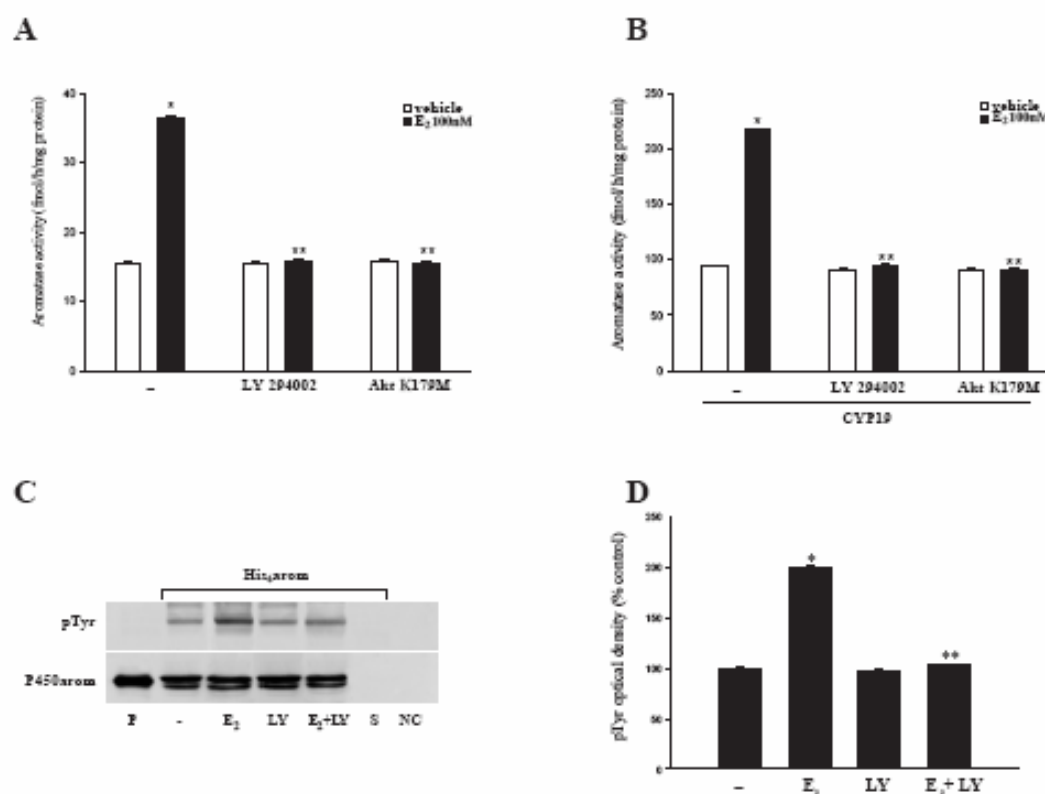 A
Aromatase activity (fmol/h/mg protein)
40
30
20
10
0
vehicle
E₂ 100nM
*
**
**
–
LY 294002
Akt K179M
B
Aromatase activity (fmol/h/mg protein)
250
200
150
100
50
0
vehicle
E₂ 100nM
*
**
**
–
LY 294002
Akt K179M
CYP19
C
His₆arom
pTyr
P450arom
P - E₂ LY E₂+LY S NC
D
pTyr optical density (% control)
200
100
50
0
*
**
– E₂ LY E₂+ LY